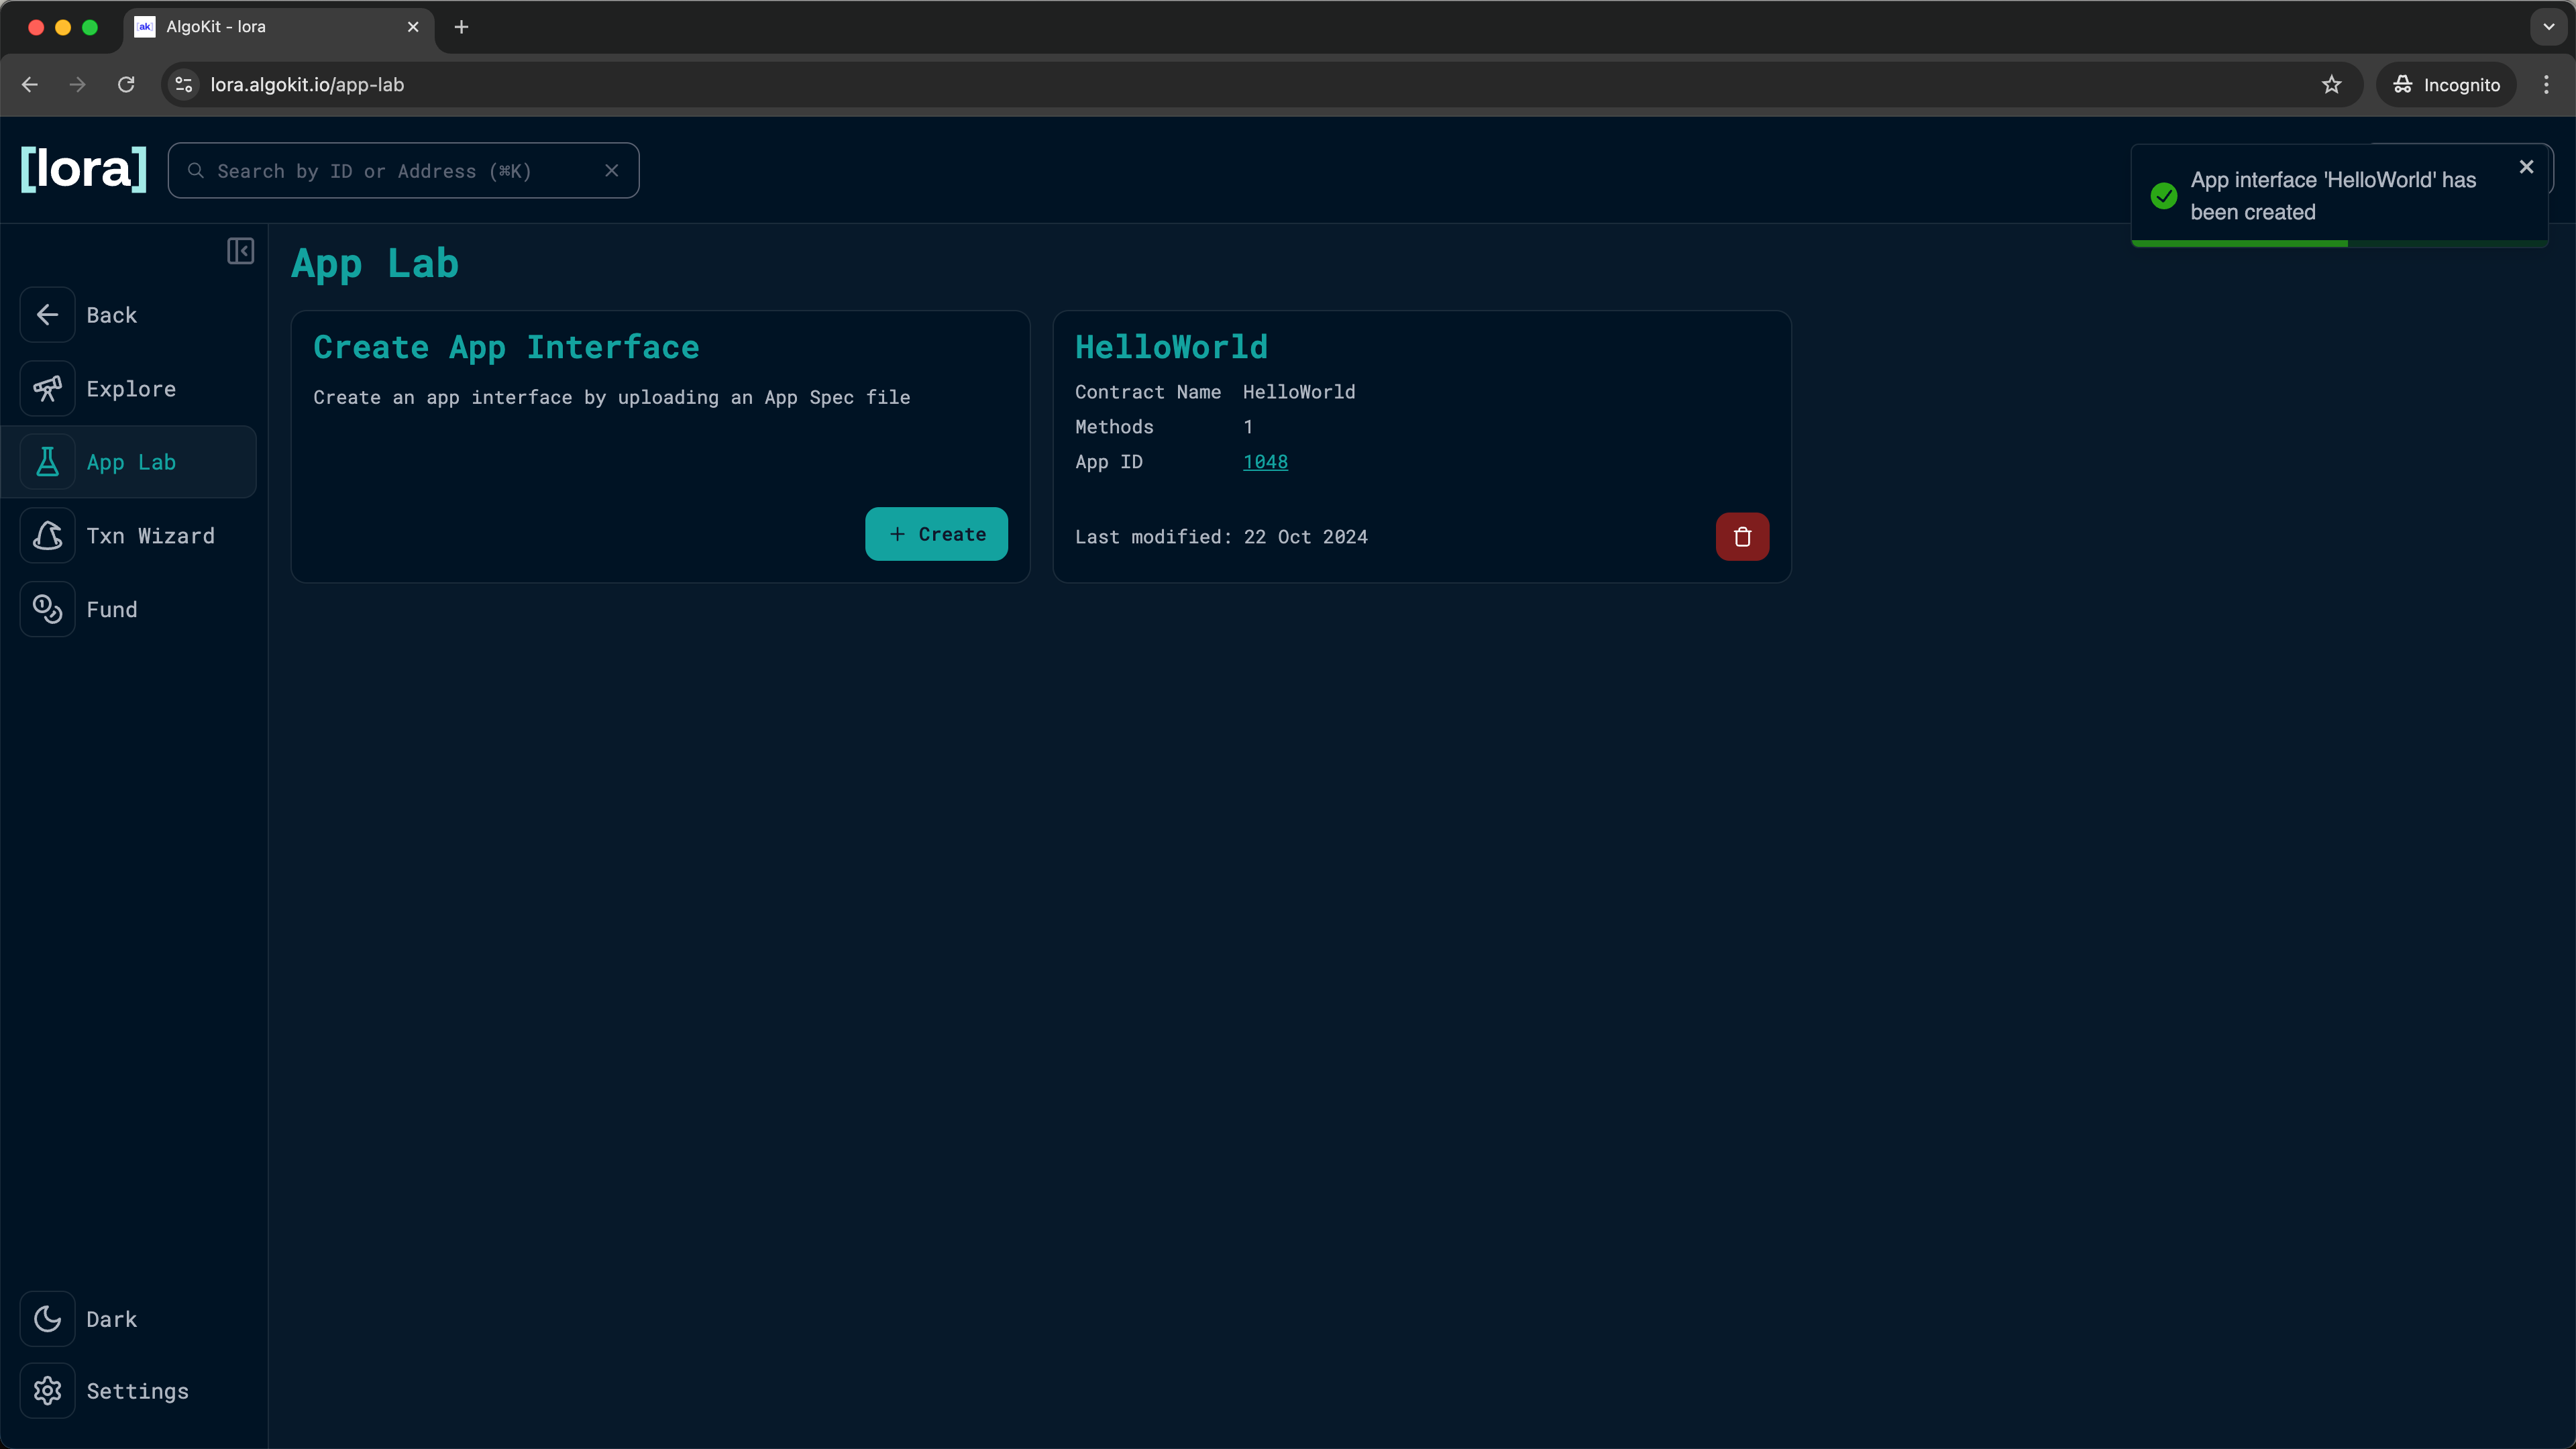 AlgoKit - lora
lora.algokit.io/app-lab
Incognito
[lora]
Search by ID or Address (⌘K)
App interface 'HelloWorld' has
been created
Back
Explore
App Lab
Txn Wizard
Fund
Dark
Settings
App Lab
Create App Interface
Create an app interface by uploading an App Spec file
+ Create
HelloWorld
Contract Name HelloWorld
Methods 1
App ID 1048
Last modified: 22 Oct 2024